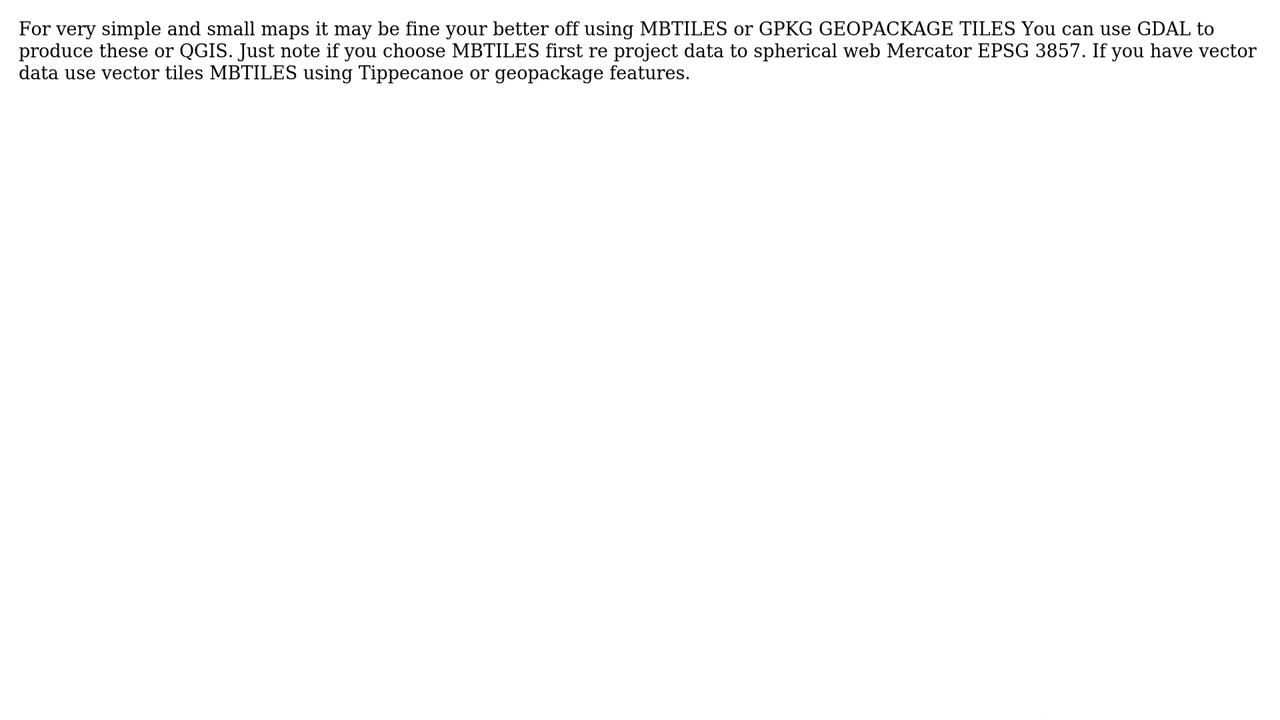 For very simple and small maps it may be fine your better off using MBTILES or GPKG GEOPACKAGE TILES You can use GDAL to
produce these or QGIS. Just note if you choose MBTILES first re project data to spherical web Mercator EPSG 3857. If you have vector
data use vector tiles MBTILES using Tippecanoe or geopackage features.